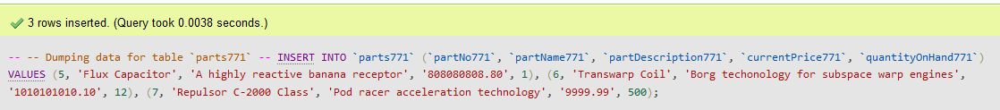 3 rows inserted. (Query took 0.0038 seconds.)
-- -- Dumping data for table `parts771` -- INSERT INTO `parts771` (`partNo771`, `partName771`, `partDescription771`, `currentPrice771`, `quantityOnHand771`)
VALUES (5, 'Flux Capacitor', 'A highly reactive banana receptor', '808080808.80', 1), (6, 'Transwarp Coil', 'Borg techonology for subspace warp engines',
'1010101010.10', 12), (7, 'Repulsor C-2000 Class', 'Pod racer acceleration technology', '9999.99', 500);